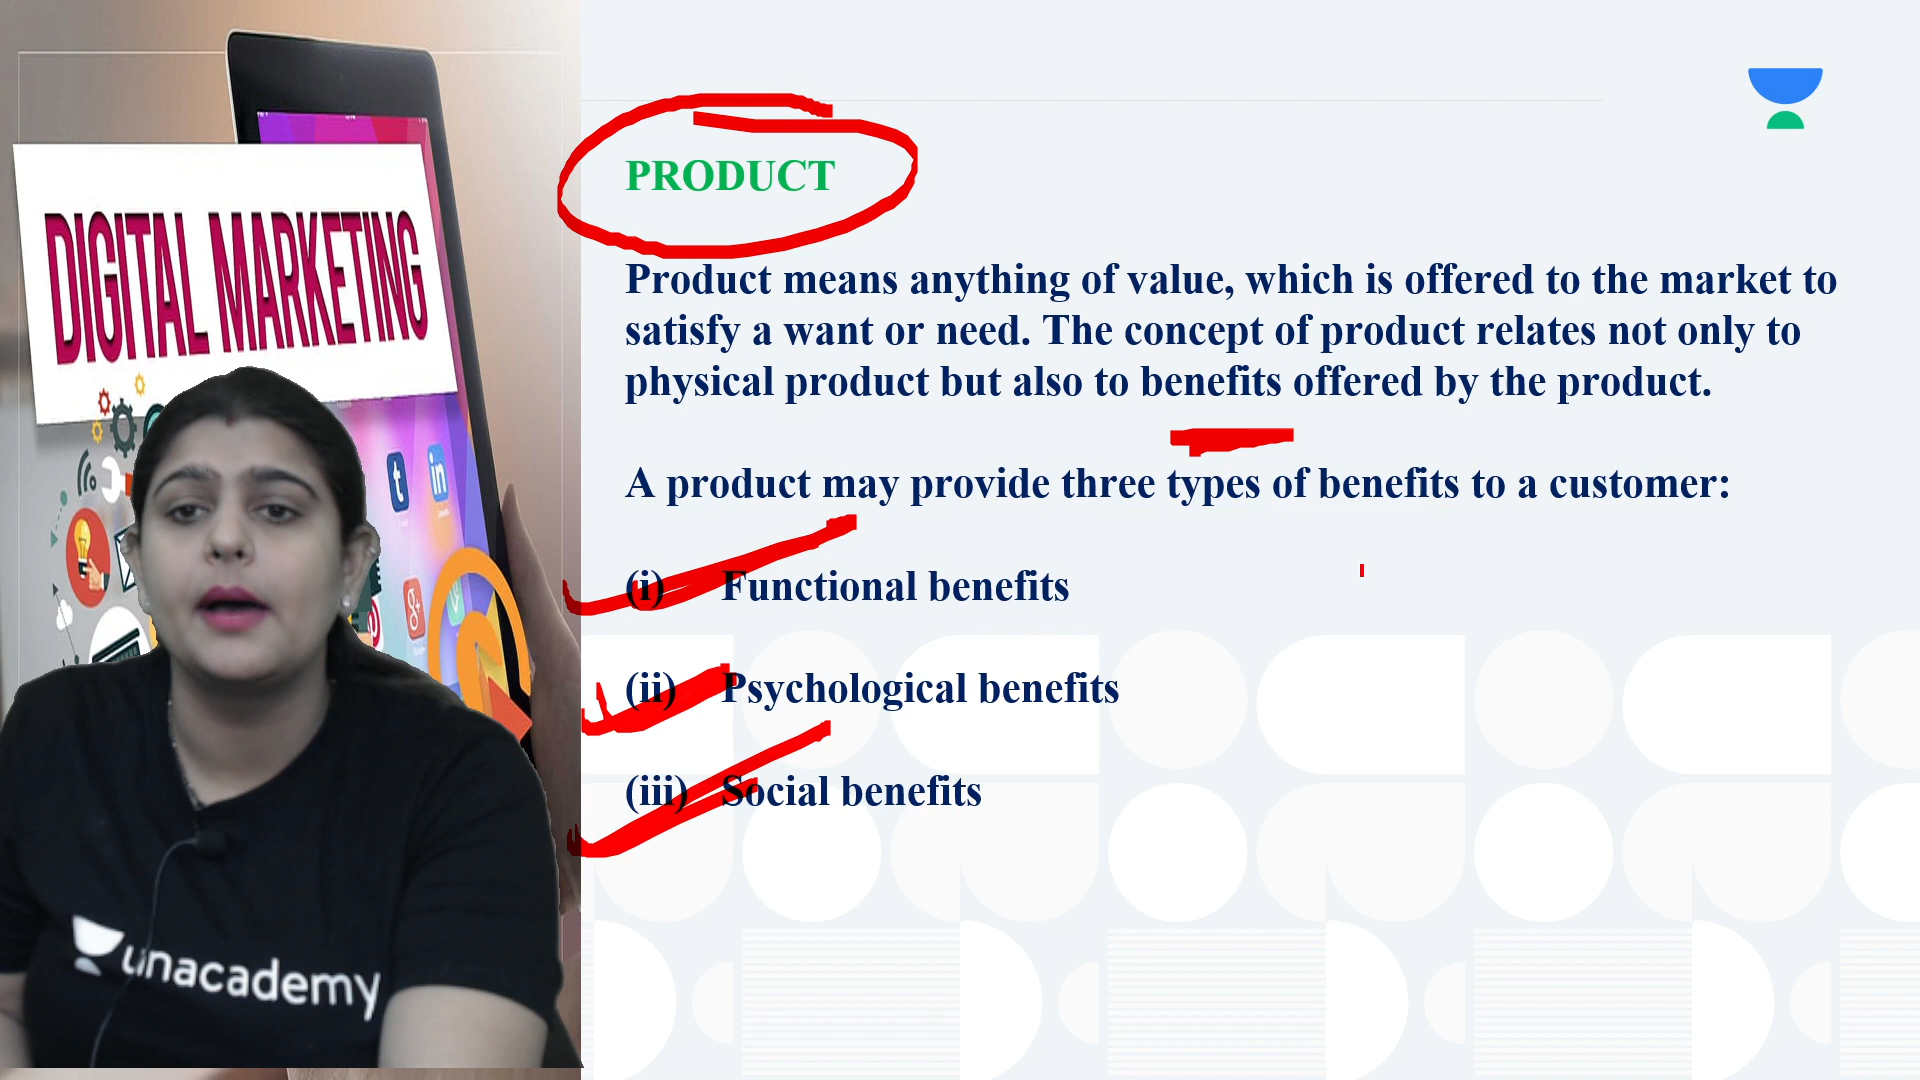 PRODUCT
Product means anything of value, which is offered to the market to
satisfy a want or need. The concept of product relates not only to
physical product but also to benefits offered by the product.
A product may provide three types of benefits to a customer:
(i) Functional benefits
(ii) Psychological benefits
(iii) Social benefits
DIGITAL MARKETING
t
in
g+
unacademy